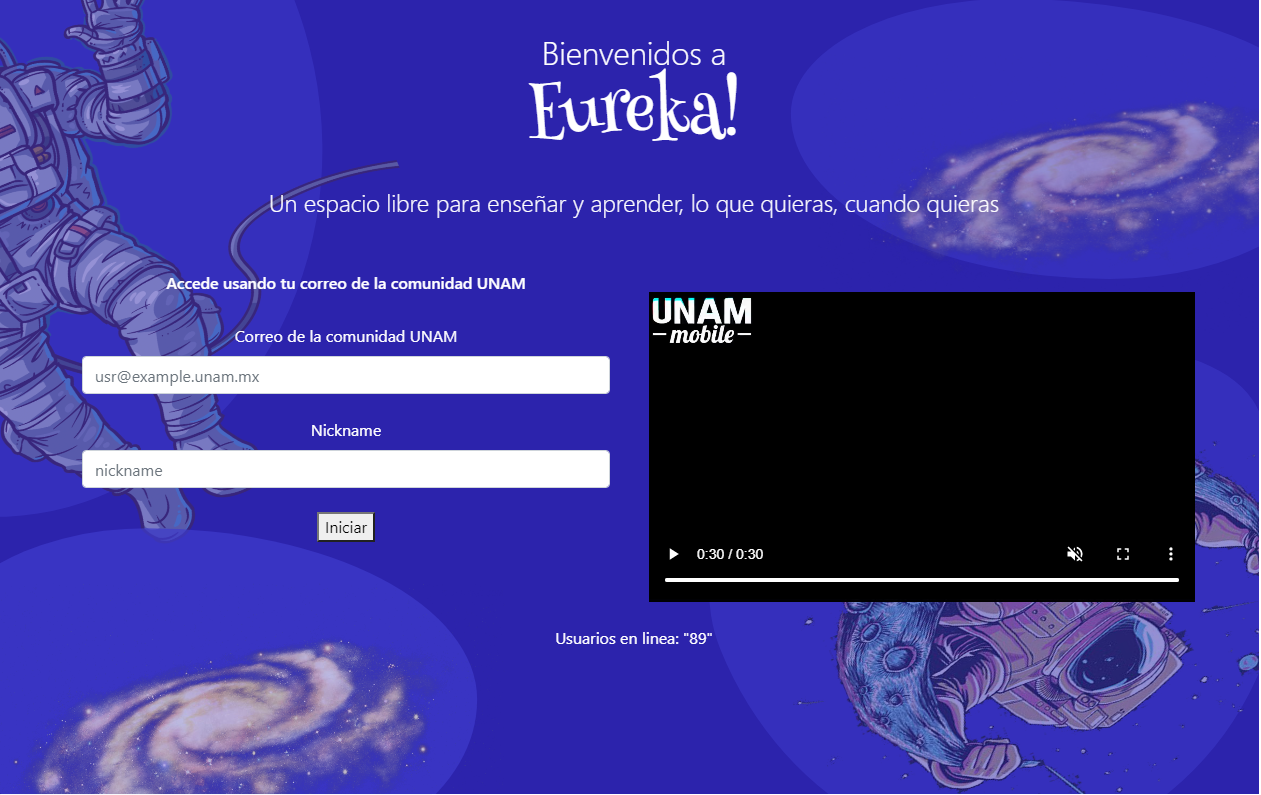 Bienvenidos a
Eureka!
Un espacio libre para enseñar y aprender, lo que quieras, cuando quieras
Accede usando tu correo de la comunidad UNAM
Correo de la comunidad UNAM
usr@example.unam.mx
Nickname
nickname
Iniciar
UNAM
mobile
0:30 / 0:30
Usuarios en linea: "89"